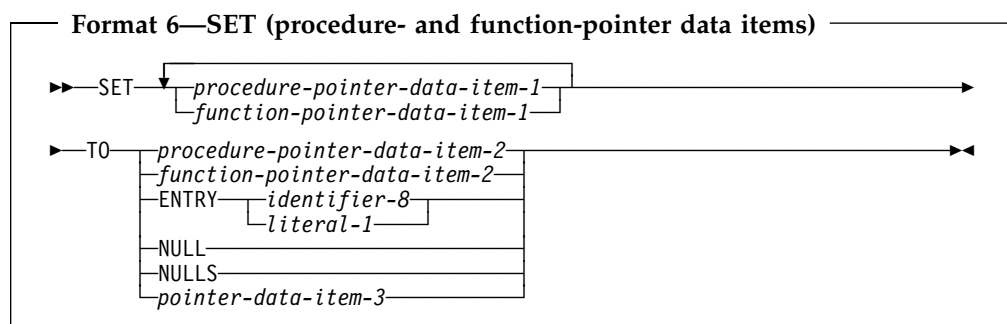 Format 6—SET (procedure- and function-pointer data items)
SET procedure-pointer-data-item-1
function-pointer-data-item-1
TO procedure-pointer-data-item-2
function-pointer-data-item-2
ENTRY identifier-8
literal-1
NULL
NULLS
pointer-data-item-3